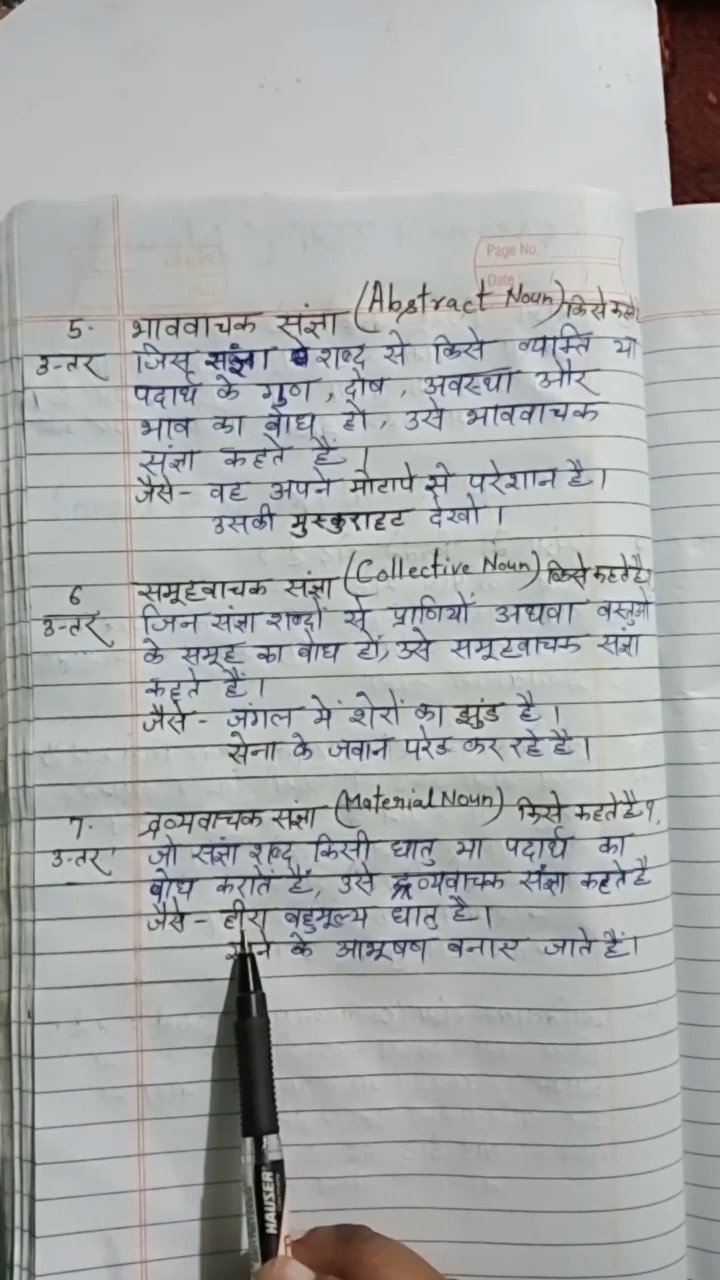 Page No.
Date
5. भाववाचक संज्ञा (Abstract Noun) किसे कहते
उत्तर जिस संज्ञा शब्द से किसे व्यक्ति या
पदार्थ के गुण, दोष, अवस्था और
भाव का बोध हो, उसे भाववाचक
संज्ञा कहते हैं।
जैसे - वह अपने मोटापे से परेशान है।
उसकी मुस्कुराहट देखो।
6 समूहवाचक संज्ञा (Collective Noun) किसे कहते है
उत्तर जिन संज्ञा शब्दों से प्राणियों अथवा वस्तुओं
के समूह का बोध हों, उसे समूहवाचक संज्ञा
कहते हैं।
जैसे - जंगल में शेरों का झुंड है।
सेना के जवान परेड कर रहे है।
7. द्रव्यवाचक संज्ञा (Material Noun) किसे कहते है?
उत्तर जो संज्ञा शब्द किसी धातु या पदार्थ का
बोध करातें हैं, उसे द्रव्यवाचक संज्ञा कहते है
जैसे - हीरा बहुमूल्य धातु है।
के आभूषण बनाए जाते हैं।
HAUSER